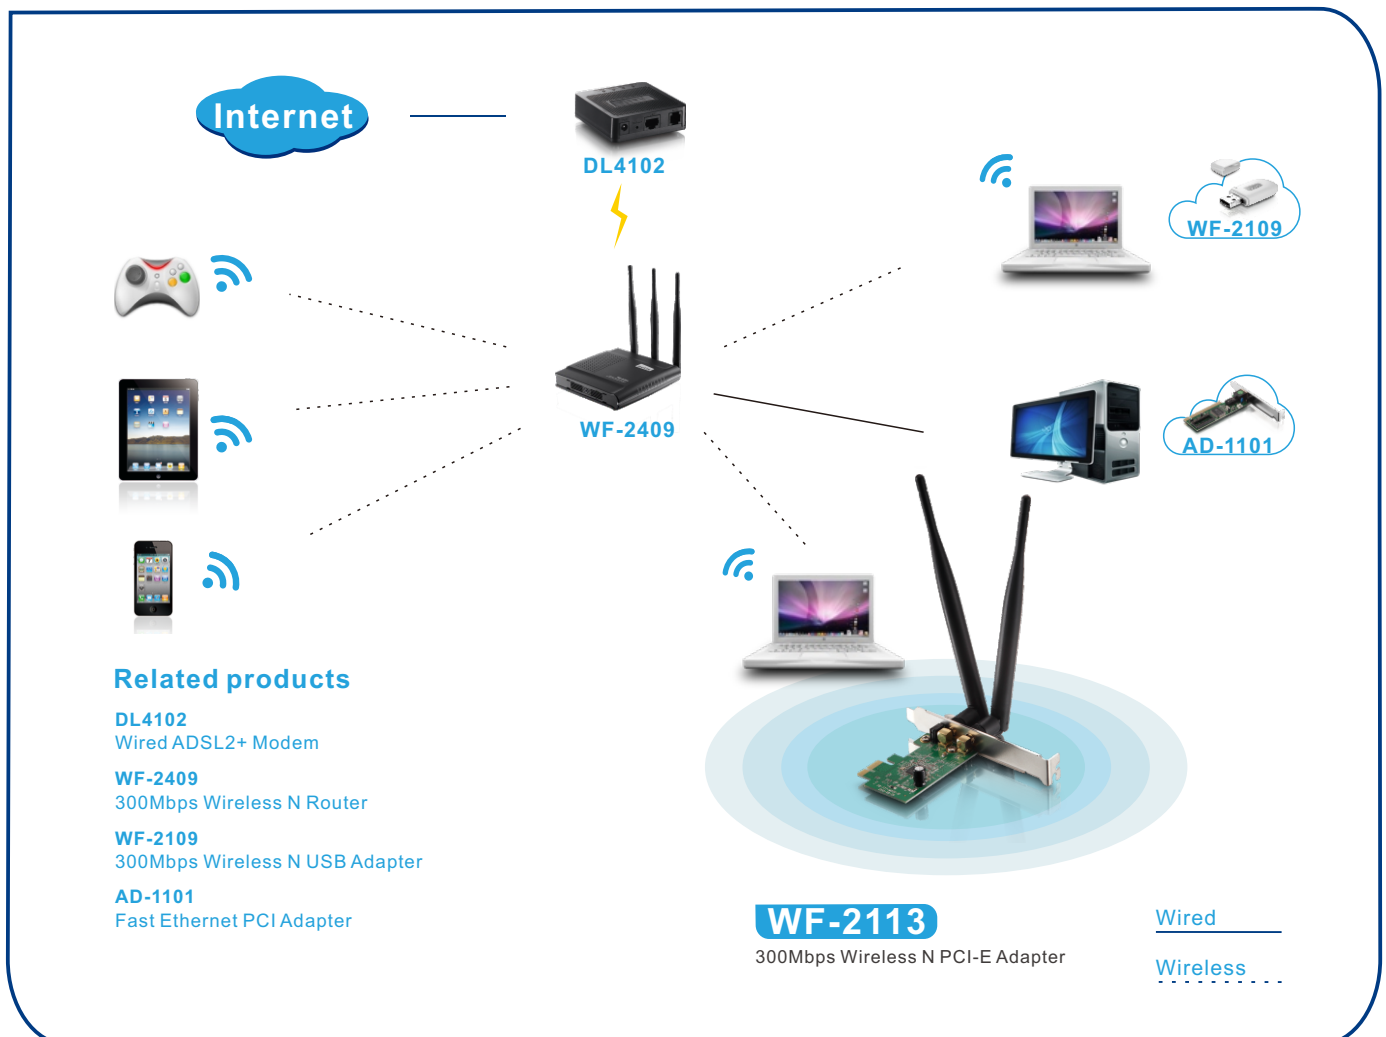 Internet
DL4102
WF-2109
WF-2409
AD-1101
Related products
DL4102
Wired ADSL2+ Modem
WF-2409
300Mbps Wireless N Router
WF-2109
300Mbps Wireless N USB Adapter
AD-1101
Fast Ethernet PCI Adapter
WF-2113
300Mbps Wireless N PCI-E Adapter
Wired
Wireless